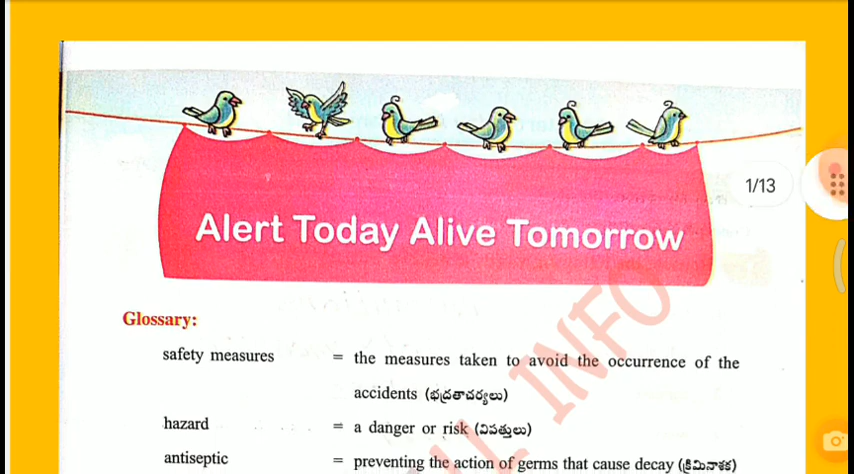 1/13
Alert Today Alive Tomorrow
Glossary:
safety measures = the measures taken to avoid the occurrence of the
accidents (భద్రతాచర్యలు)
hazard = a danger or risk (విపత్తులు)
antiseptic = preventing the action of germs that cause decay (క్రిమినాశక)
INFO